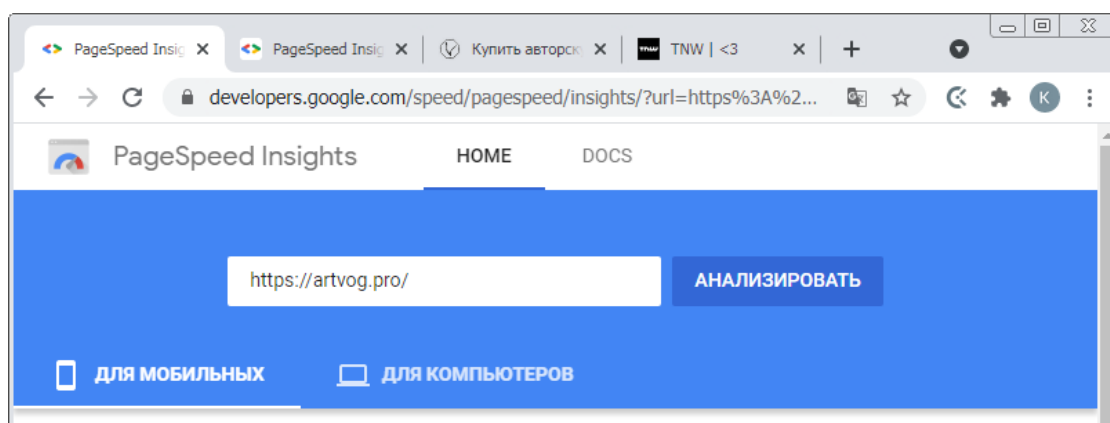 PageSpeed Insig
PageSpeed Insig
Купить авторск
TNW | <3
developers.google.com/speed/pagespeed/insights/?url=https%3A%2...
K
PageSpeed Insights
HOME
DOCS
https://artvog.pro/
АНАЛИЗИРОВАТЬ
ДЛЯ МОБИЛЬНЫХ
ДЛЯ КОМПЬЮТЕРОВ